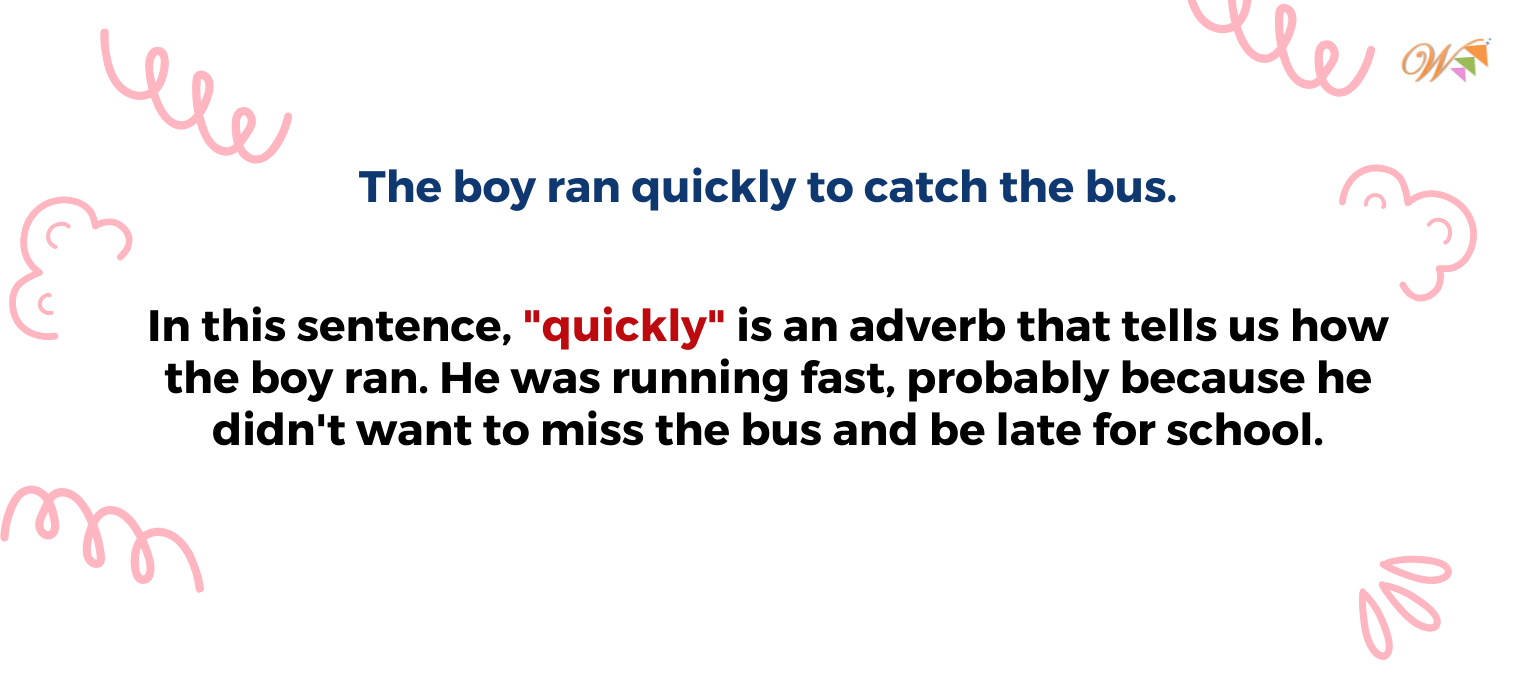 The boy ran quickly to catch the bus.
In this sentence, "quickly" is an adverb that tells us how
the boy ran. He was running fast, probably because he
didn't want to miss the bus and be late for school.
W